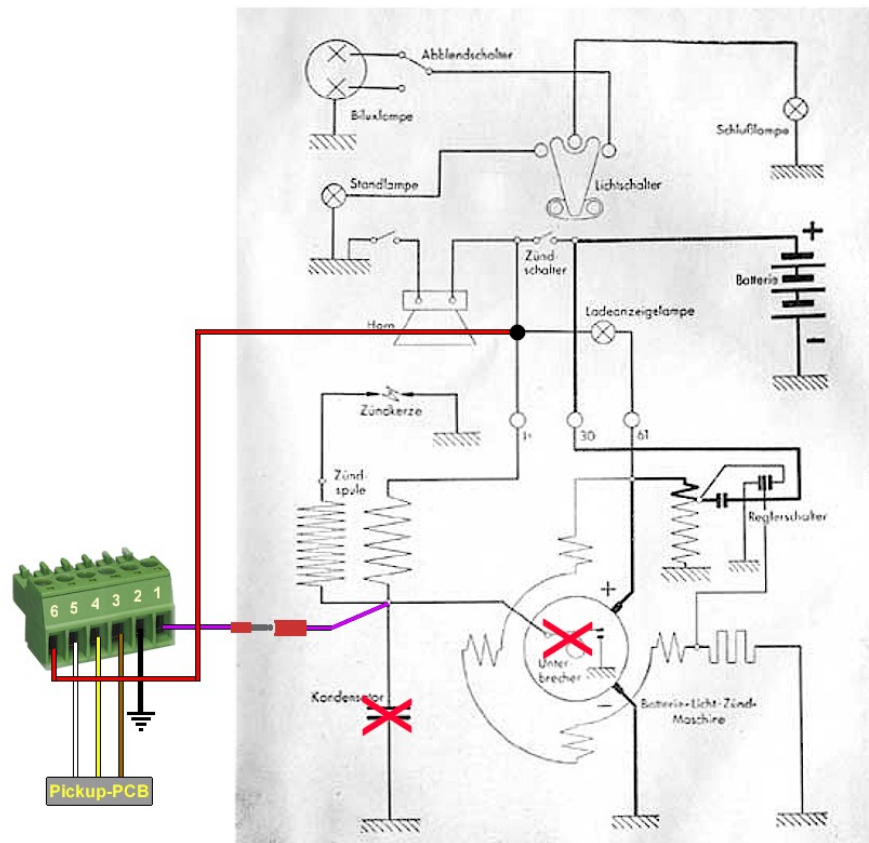 Abblendschalter
Biluxlampe
Schlußlampe
Standlampe
Lichtschalter
+
Zünd
schalter
Batterie
Horn
Ladeanzeigelampe
-
Zündkerze
30
61
Zünd-
spule
Reglerschalter
6 5 4 3 2 1
+
Unter
brecher
Kondensator
-
Batterie-Licht-Zünd-
Maschine
Pickup-PCB